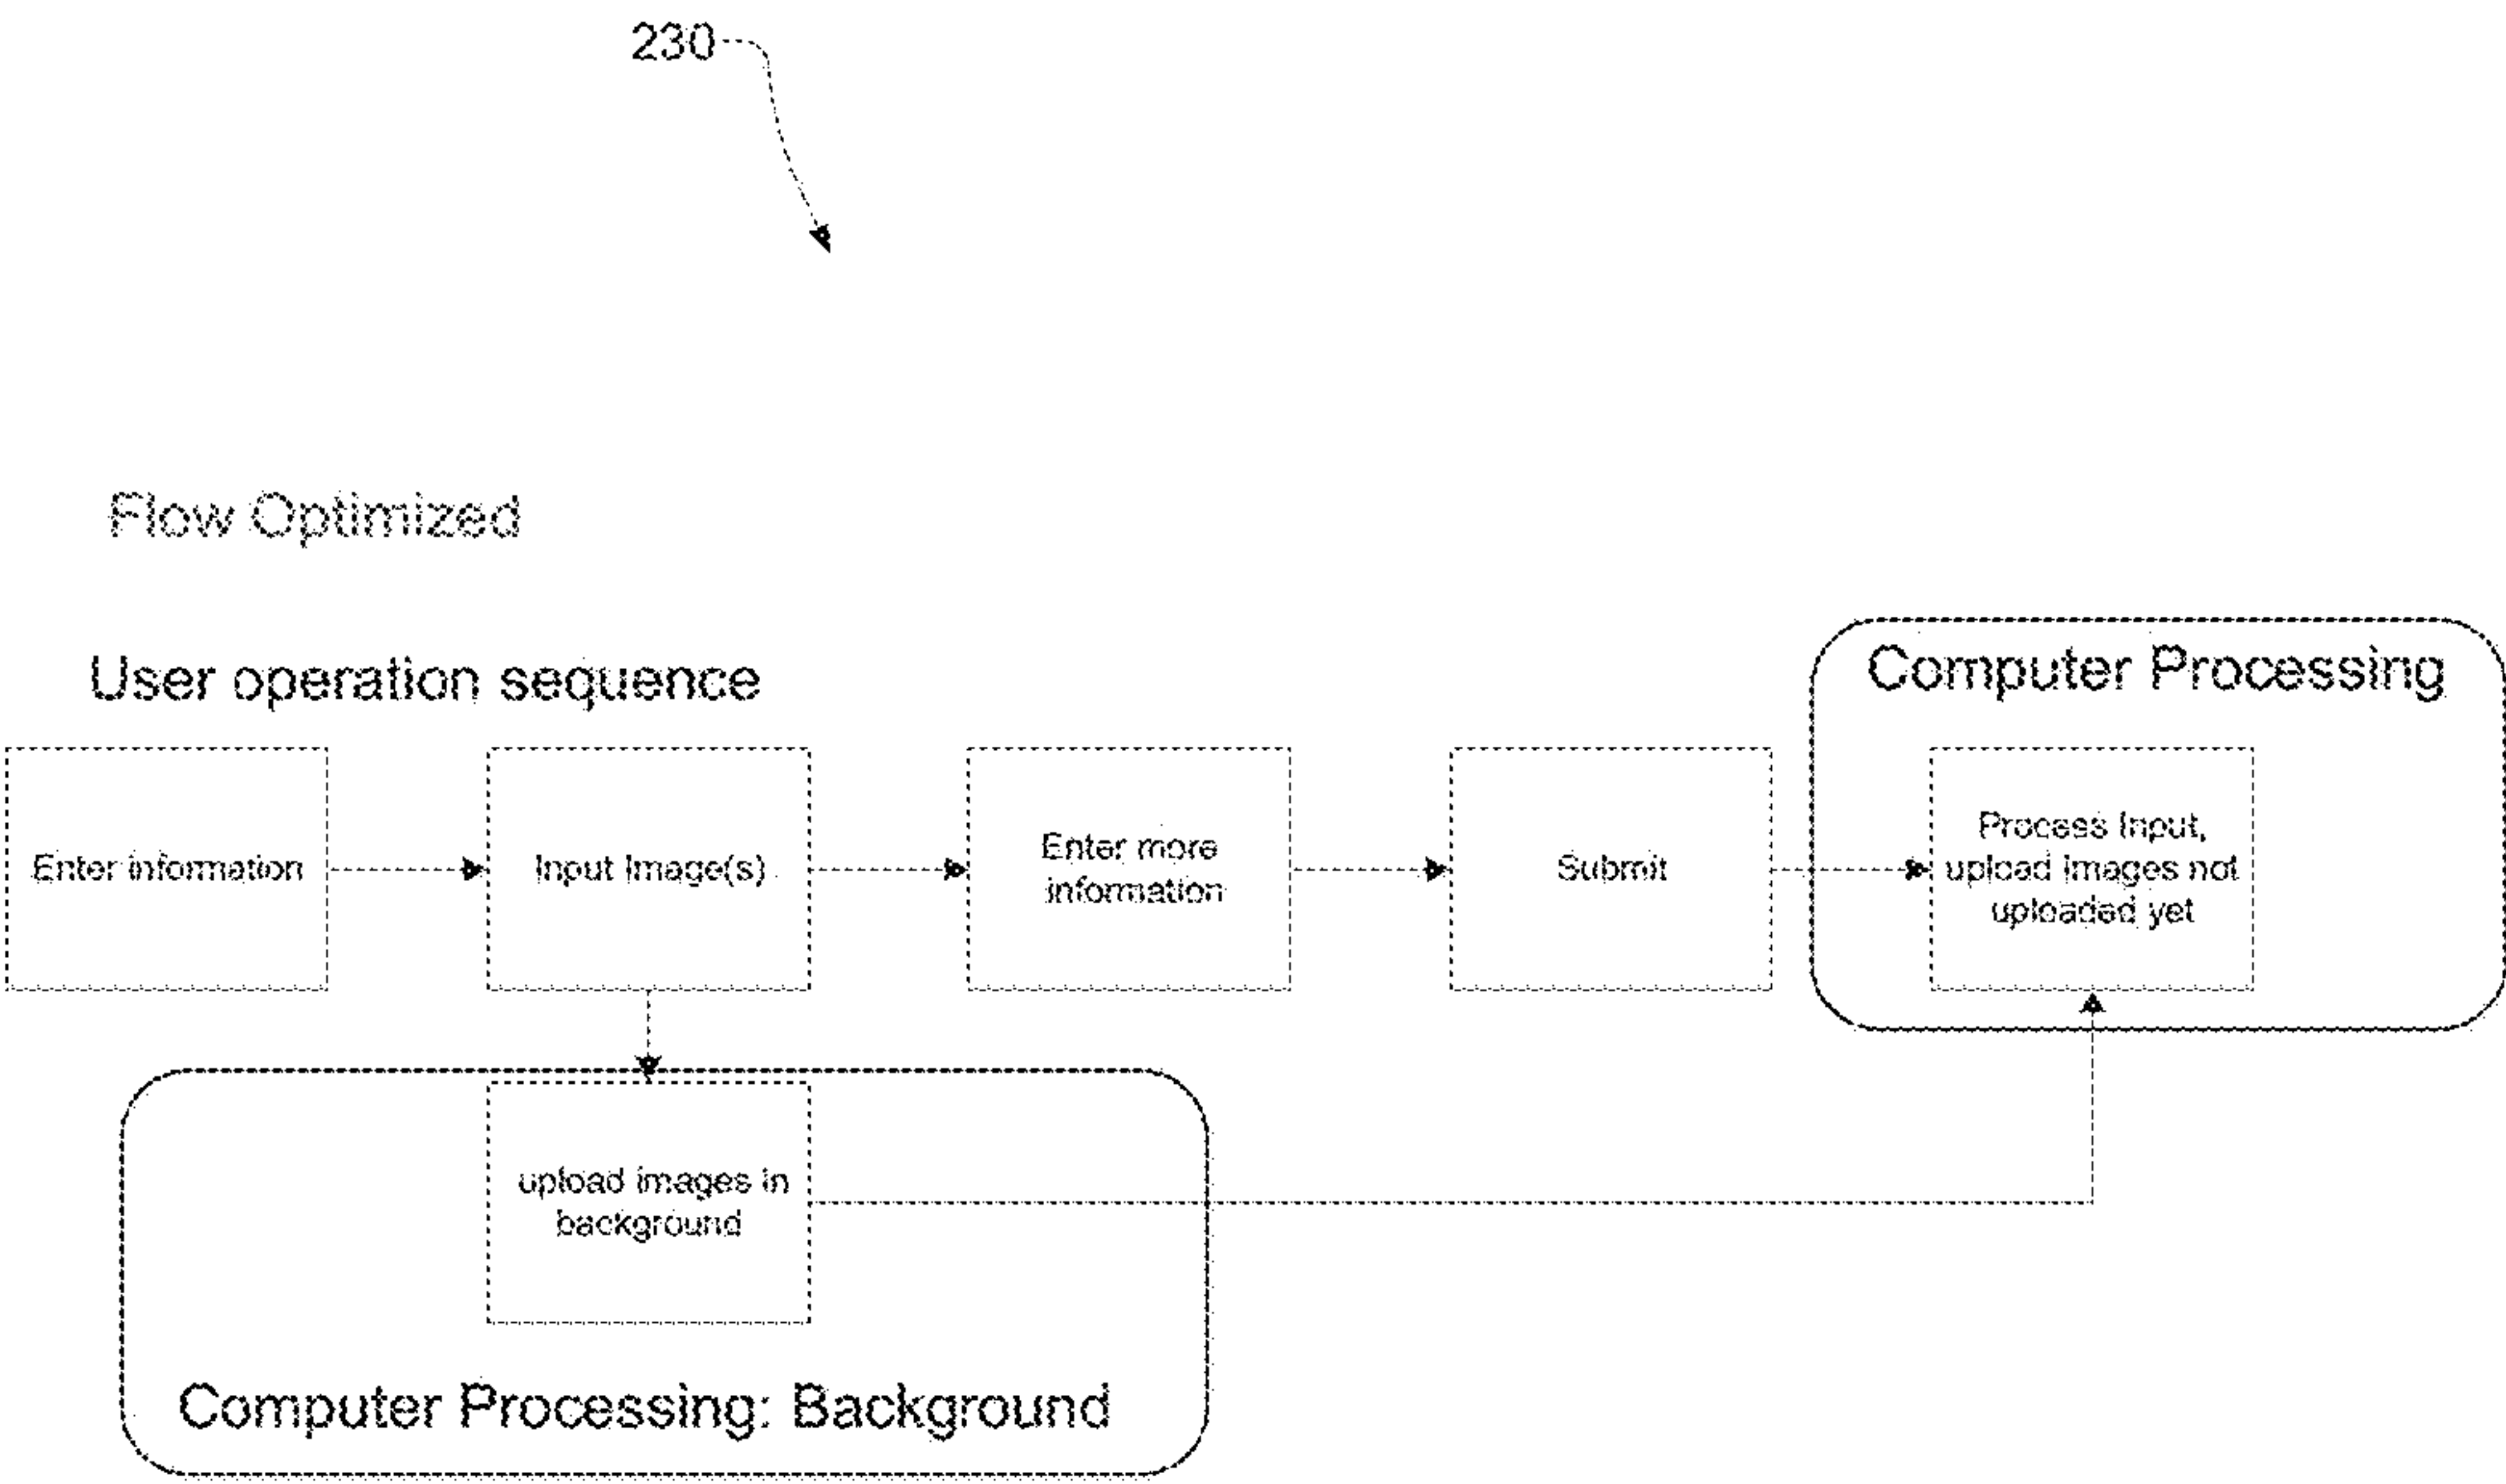 230
Flow Optimized
User operation sequence
Computer Processing
Enter information
Input Image(s)
Enter more
information
Submit
Process Input,
upload images not
uploaded yet
upload images in
background
Computer Processing: Background